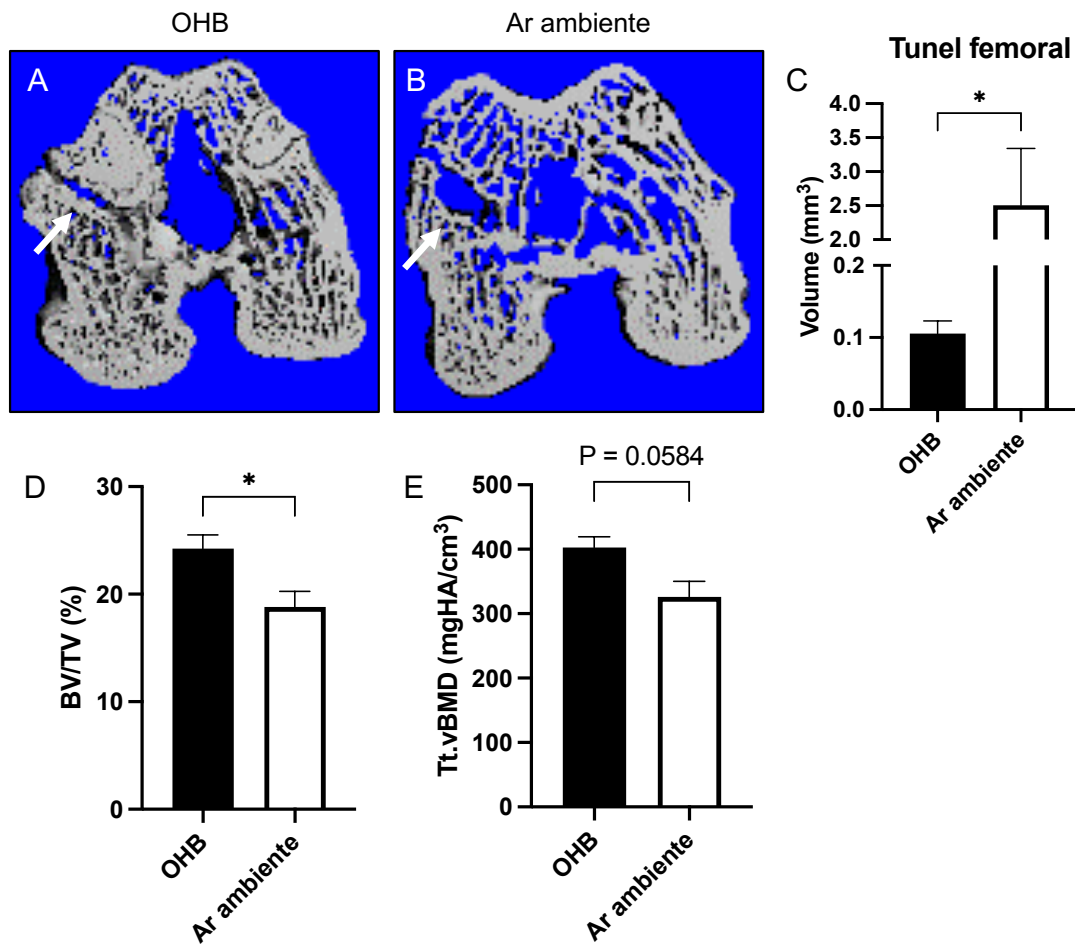 OHB
Ar ambiente
A
B
C
Tunel femoral
*
Volume (mm³)
4.0
3.5
3.0
2.5
2.0
0.2
0.1
0.0
OHB
Ar ambiente
D
*
BV/TV (%)
30
20
10
0
OHB
Ar ambiente
E
P = 0.0584
Tt.vBMD (mgHA/cm³)
500
400
300
200
100
0
OHB
Ar ambiente